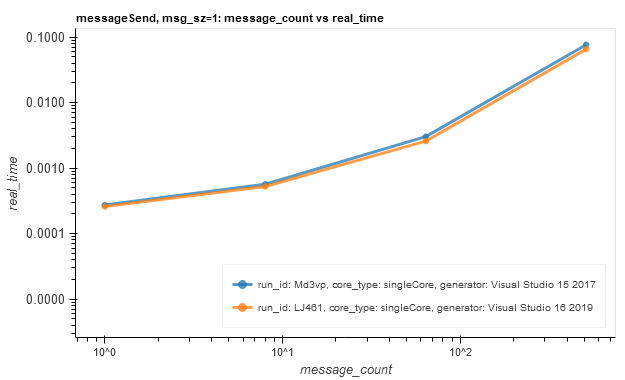 messageSend, msg_sz=1: message_count vs real_time
0.1000
0.0100
0.0010
0.0001
0.0000
real_time
run_id: Md3vp, core_type: singleCore, generator: Visual Studio 15 2017
run_id: LJ461, core_type: singleCore, generator: Visual Studio 16 2019
10^0
10^1
10^2
message_count